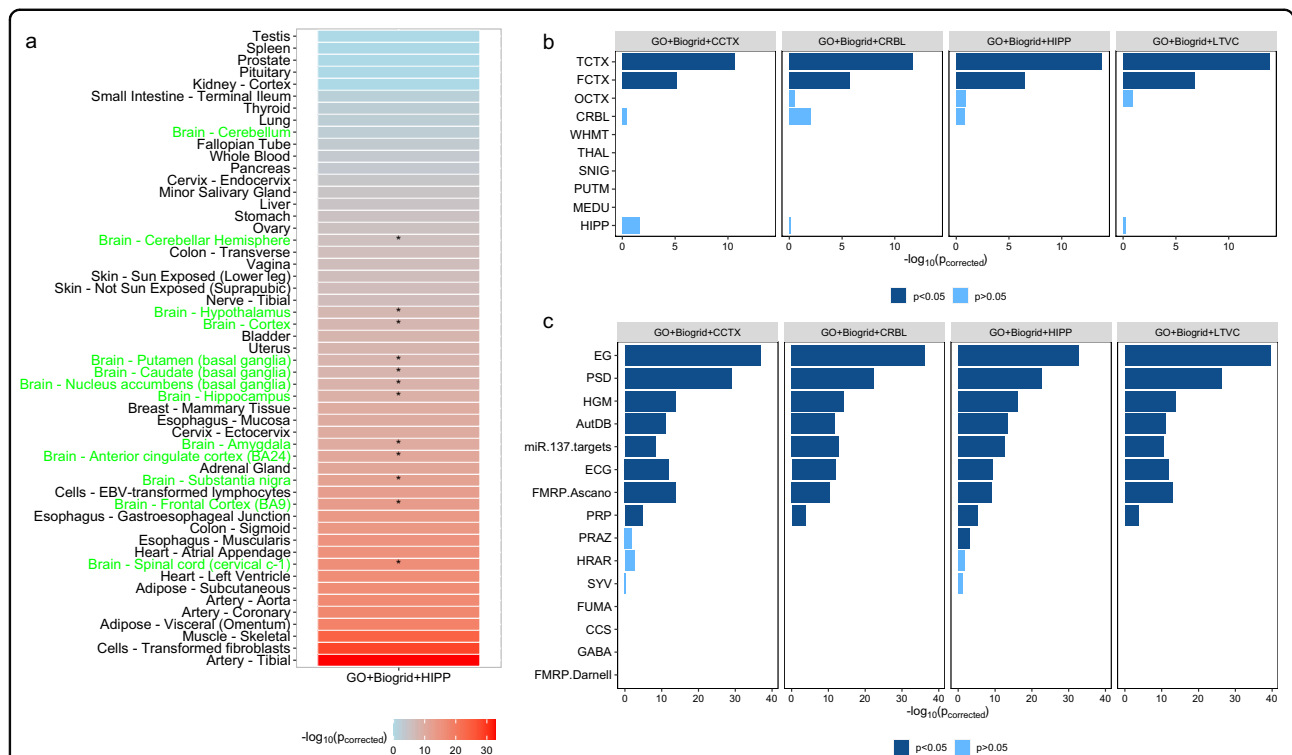 a
Testis
Spleen
Prostate
Pituitary
Kidney - Cortex
Small Intestine - Terminal Ileum
Thyroid
Lung
Brain - Cerebellum
Fallopian Tube
Whole Blood
Pancreas
Cervix - Endocervix
Minor Salivary Gland
Liver
Stomach
Ovary
Brain - Cerebellar Hemisphere *
Colon - Transverse
Vagina
Skin - Sun Exposed (Lower leg)
Skin - Not Sun Exposed (Suprapubic)
Nerve - Tibial
Brain - Hypothalamus *
Brain - Cortex *
Bladder
Uterus
Brain - Putamen (basal ganglia) *
Brain - Caudate (basal ganglia) *
Brain - Nucleus accumbens (basal ganglia) *
Brain - Hippocampus *
Breast - Mammary Tissue
Esophagus - Mucosa
Cervix - Ectocervix
Brain - Amygdala *
Brain - Anterior cingulate cortex (BA24) *
Adrenal Gland
Brain - Substantia nigra *
Cells - EBV-transformed lymphocytes
Brain - Frontal Cortex (BA9) *
Esophagus - Gastroesophageal Junction
Colon - Sigmoid
Esophagus - Muscularis
Heart - Atrial Appendage
Brain - Spinal cord (cervical c-1) *
Heart - Left Ventricle
Adipose - Subcutaneous
Artery - Aorta
Artery - Coronary
Adipose - Visceral (Omentum)
Muscle - Skeletal
Cells - Transformed fibroblasts
Artery - Tibial
GO+Biogrid+HIPP
-log10(pcorrected)
0 10 20 30
b
GO+Biogrid+CCTX GO+Biogrid+CRBL GO+Biogrid+HIPP GO+Biogrid+LTVC
TCTX
FCTX
OCTX
CRBL
WHMT
THAL
SNIG
PUTM
MEDU
HIPP
0 5 10 0 5 10 0 5 10 0 5 10
-log10(pcorrected)
p<0.05 p>0.05
c
GO+Biogrid+CCTX GO+Biogrid+CRBL GO+Biogrid+HIPP GO+Biogrid+LTVC
EG
PSD
HGM
AutDB
miR.137.targets
ECG
FMRP.Ascano
PRP
PRAZ
HRAR
SYV
FUMA
CCS
GABA
FMRP.Darnell
0 10 20 30 40 0 10 20 30 40 0 10 20 30 40 0 10 20 30 40
-log10(pcorrected)
p<0.05 p>0.05